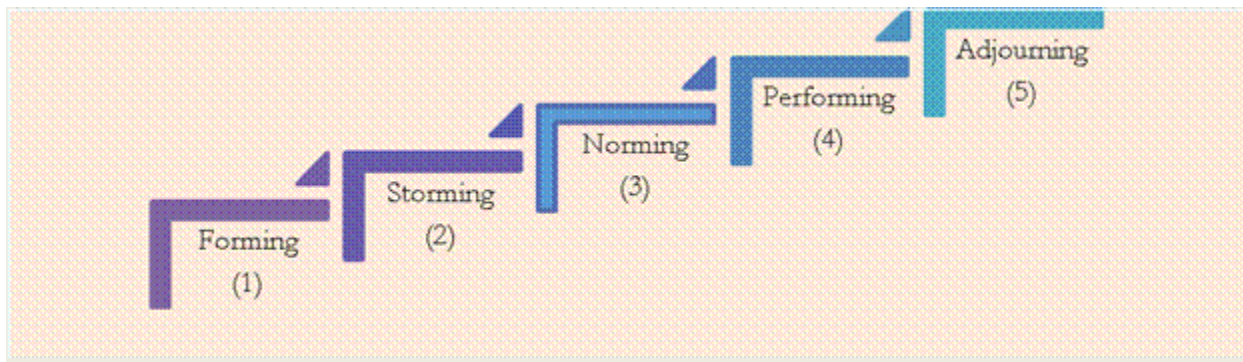 Forming
(1)
Storming
(2)
Norming
(3)
Performing
(4)
Adjourning
(5)